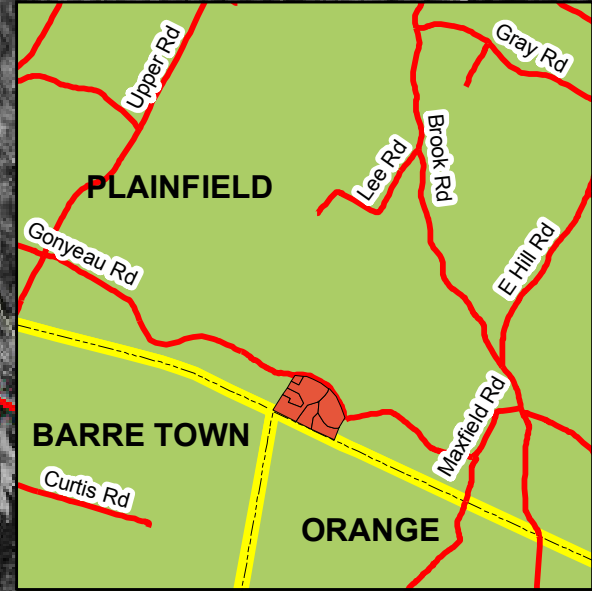 Upper Rd
Gray Rd
Brook Rd
Lee Rd
PLAINFIELD
Gonyeau Rd
E Hill Rd
Maxfield Rd
BARRE TOWN
Curtis Rd
ORANGE